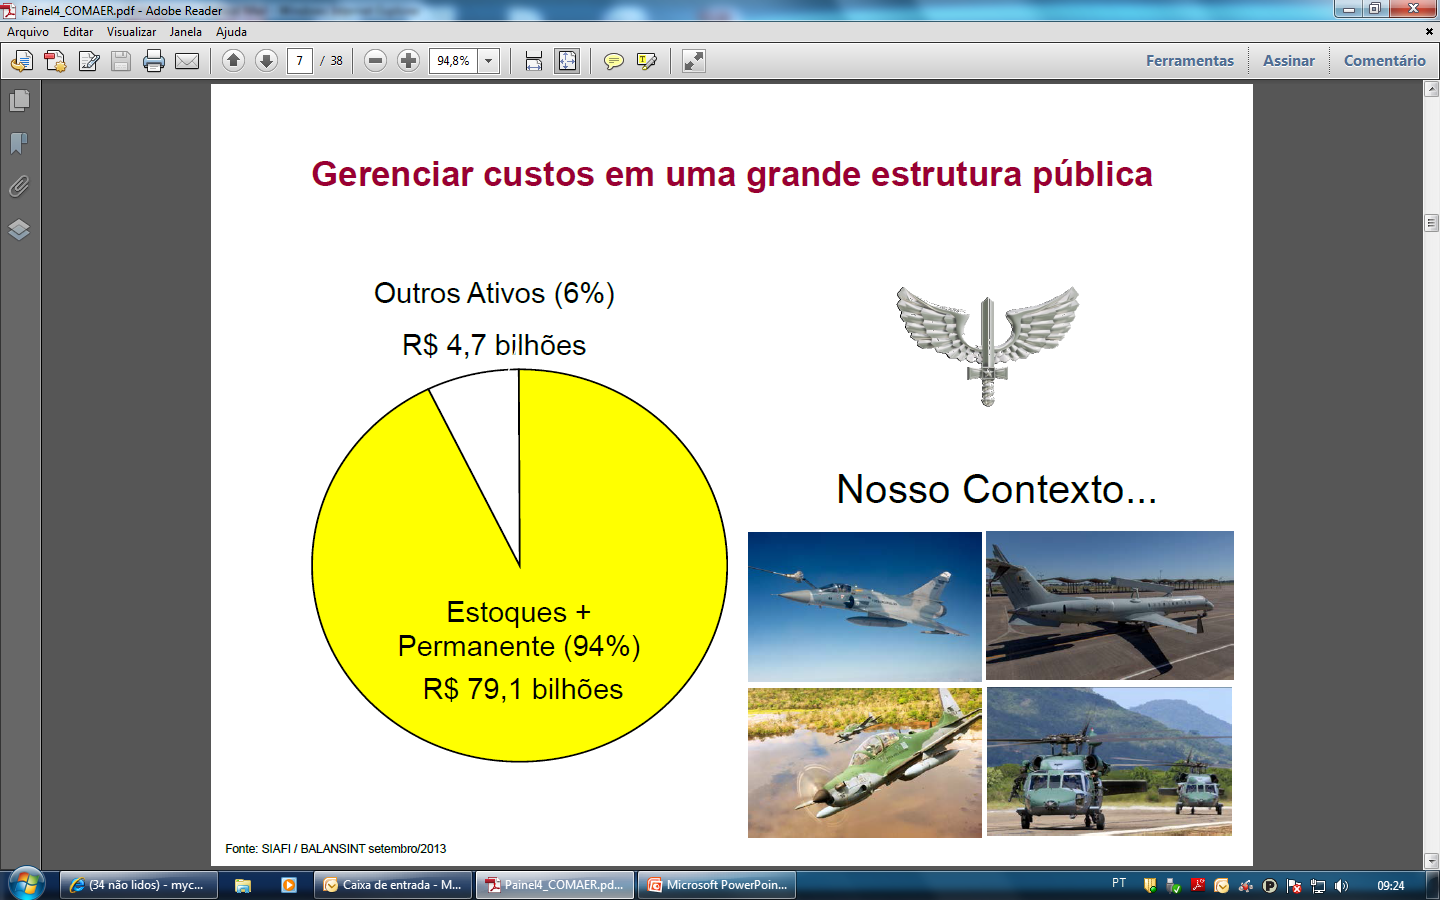 Painel4_COMAER.pdf - Adobe Reader
Arquivo Editar Visualizar Janela Ajuda
7 / 38 94,8% Ferramentas Assinar Comentário
Gerenciar custos em uma grande estrutura pública
Outros Ativos (6%)
R$ 4,7 bilhões
Nosso Contexto...
Estoques +
Permanente (94%)
R$ 79,1 bilhões
Fonte: SIAFI / BALANSINT setembro/2013
(34 não lidos) - myc... Caixa de entrada - M... Painel4_COMAER.pd... Microsoft PowerPoin... PT 09:24